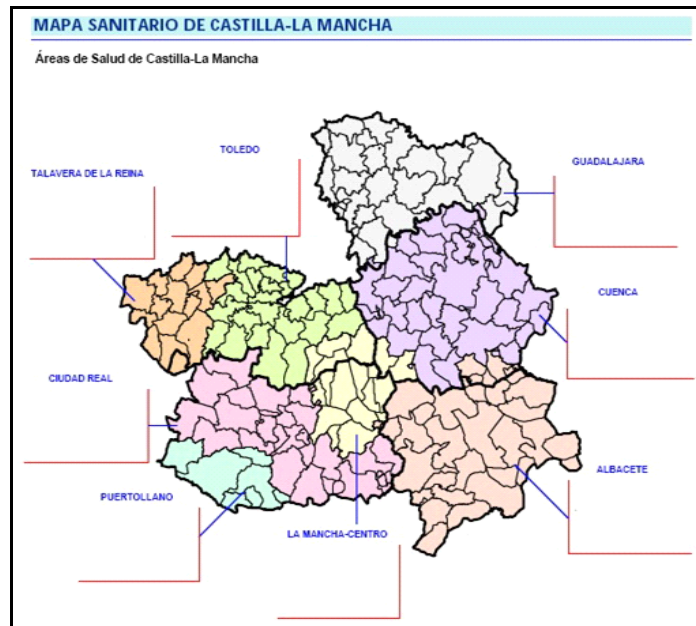 MAPA SANITARIO DE CASTILLA-LA MANCHA
Áreas de Salud de Castilla-La Mancha
TOLEDO
GUADALAJARA
TALAVERA DE LA REINA
CUENCA
CIUDAD REAL
ALBACETE
PUERTOLLANO
LA MANCHA-CENTRO